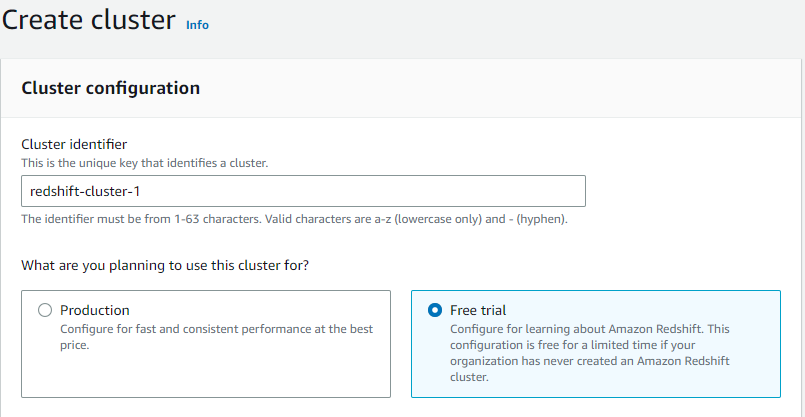 Create cluster Info
Cluster configuration
Cluster identifier
This is the unique key that identifies a cluster.
redshift-cluster-1
The identifier must be from 1-63 characters. Valid characters are a-z (lowercase only) and - (hyphen).
What are you planning to use this cluster for?
Production
Configure for fast and consistent performance at the best
price.
Free trial
Configure for learning about Amazon Redshift. This
configuration is free for a limited time if your
organization has never created an Amazon Redshift
cluster.